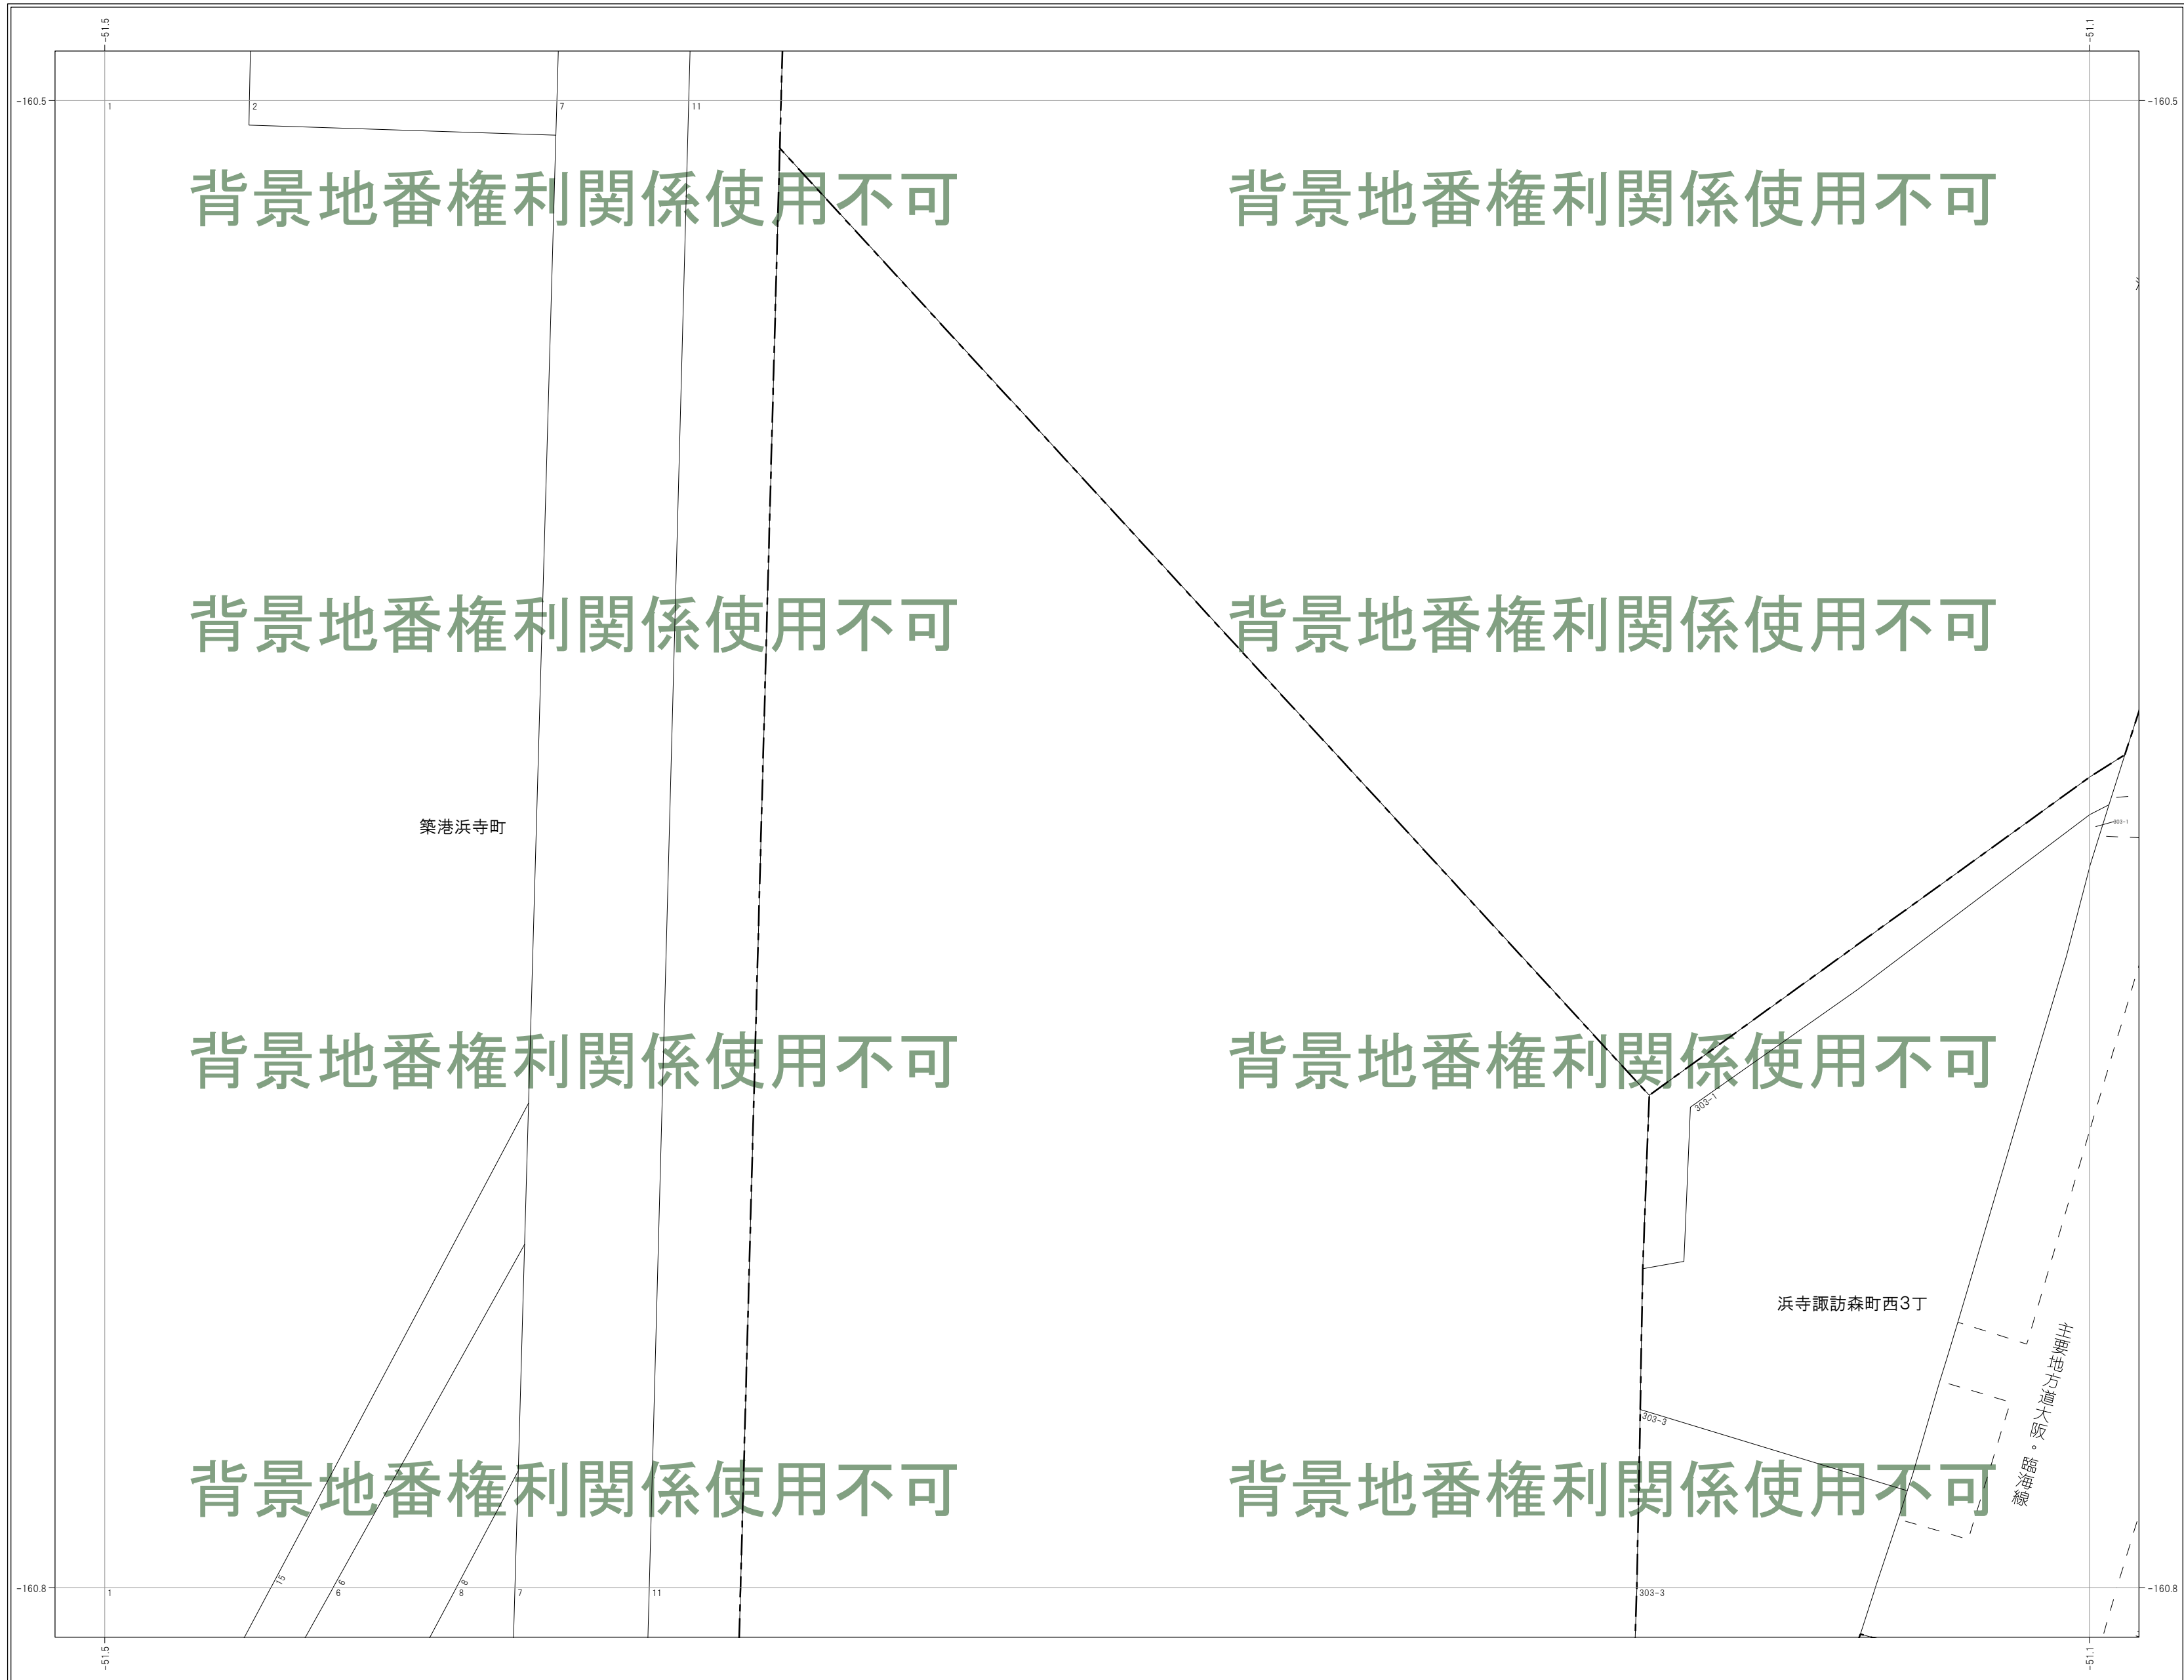 -51.5
-51.1
-160.5
-160.5
1
2
7
11
背景地番権利関係使用不可
背景地番権利関係使用不可
背景地番権利関係使用不可
背景地番権利関係使用不可
築港浜寺町
303-1
背景地番権利関係使用不可
背景地番権利関係使用不可
303-1
浜寺諏訪森町西3丁
主要地方道大阪。臨海線
303-3
背景地番権利関係使用不可
背景地番権利関係使用不可
15
6
8
-160.8
-160.8
1
6
8
7
11
303-3
-51.5
-51.1